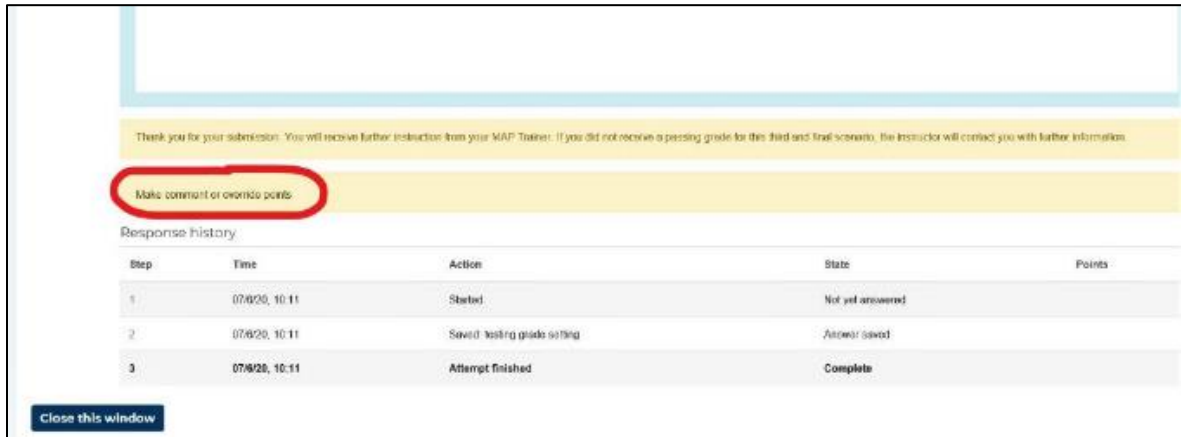 Thank you for your submission. You will receive further instruction from your MAP Trainer. If you did not receive a passing grade for this third and final scenario, the instructor will contact you with further information.
Make comment or override points
Response history
Step Time Action State Points
1 07/6/20, 10:11 Started Not yet answered
2 07/6/20, 10:11 Saved: testing grade setting Answer saved
3 07/6/20, 10:11 Attempt finished Complete
Close this window